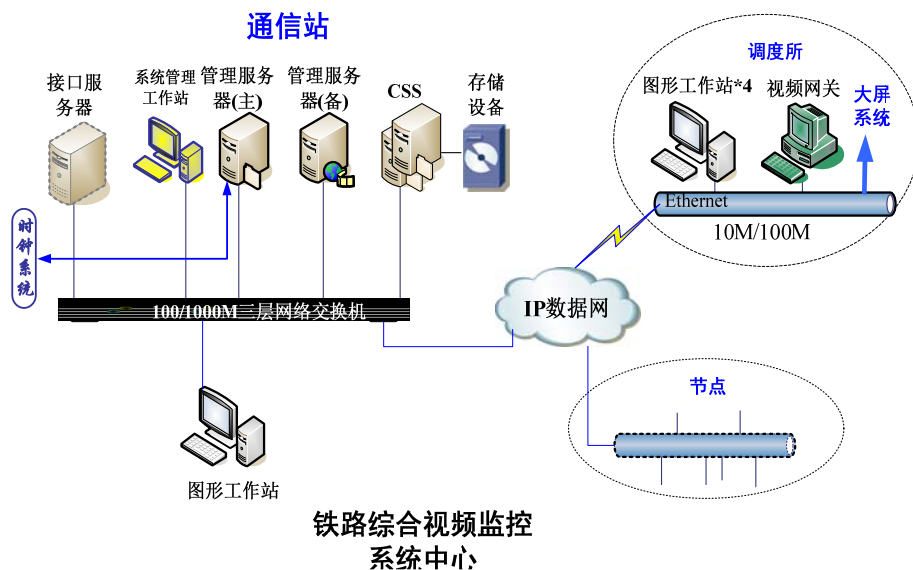 通信站
接口服
务器
系统管理
工作站
管理服务
器(主)
管理服务
器(备)
CSS
存储
设备
时钟系统
100/1000M三层网络交换机
图形工作站
IP数据网
调度所
图形工作站*4
视频网关
大屏
系统
Ethernet
10M/100M
节点
铁路综合视频监控
系统中心